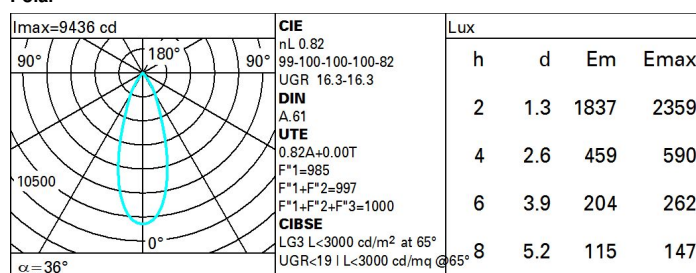 Imax=9436 cd
90° 180° 90°
10500
0°
α=36°
CIE
nL 0.82
99-100-100-100-82
UGR 16.3-16.3
DIN
A.61
UTE
0.82A+0.00T
F"1=985
F"1+F"2=997
F"1+F"2+F"3=1000
CIBSE
LG3 L<3000 cd/m² at 65°
UGR<19 | L<3000 cd/mq @65°
Lux
h d Em Emax
2 1.3 1837 2359
4 2.6 459 590
6 3.9 204 262
8 5.2 115 147